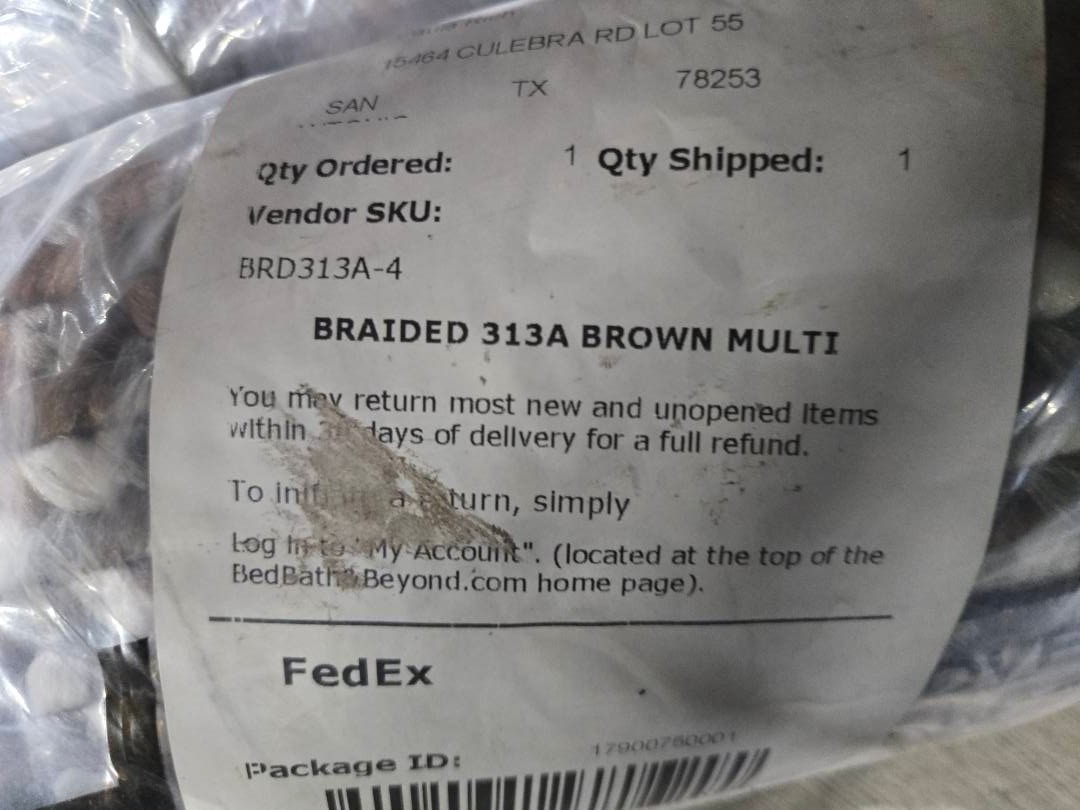 15464 CULEBRA RD LOT 55
SAN TX 78253
Qty Ordered: 1 Qty Shipped: 1
Vendor SKU:
BRD313A-4
BRAIDED 313A BROWN MULTI
You may return most new and unopened items
within days of delivery for a full refund.
To a return, simply
Log in to "My Account". (located at the top of the
BedBath&Beyond.com home page).
FedEx
Package ID: 17900750001